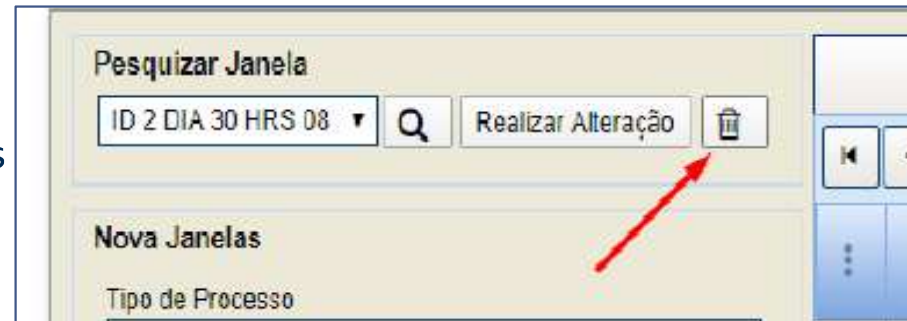 Pesquizar Janela
ID 2 DIA 30 HRS 08 Realizar Alteração
s
Nova Janelas
Tipo de Processo